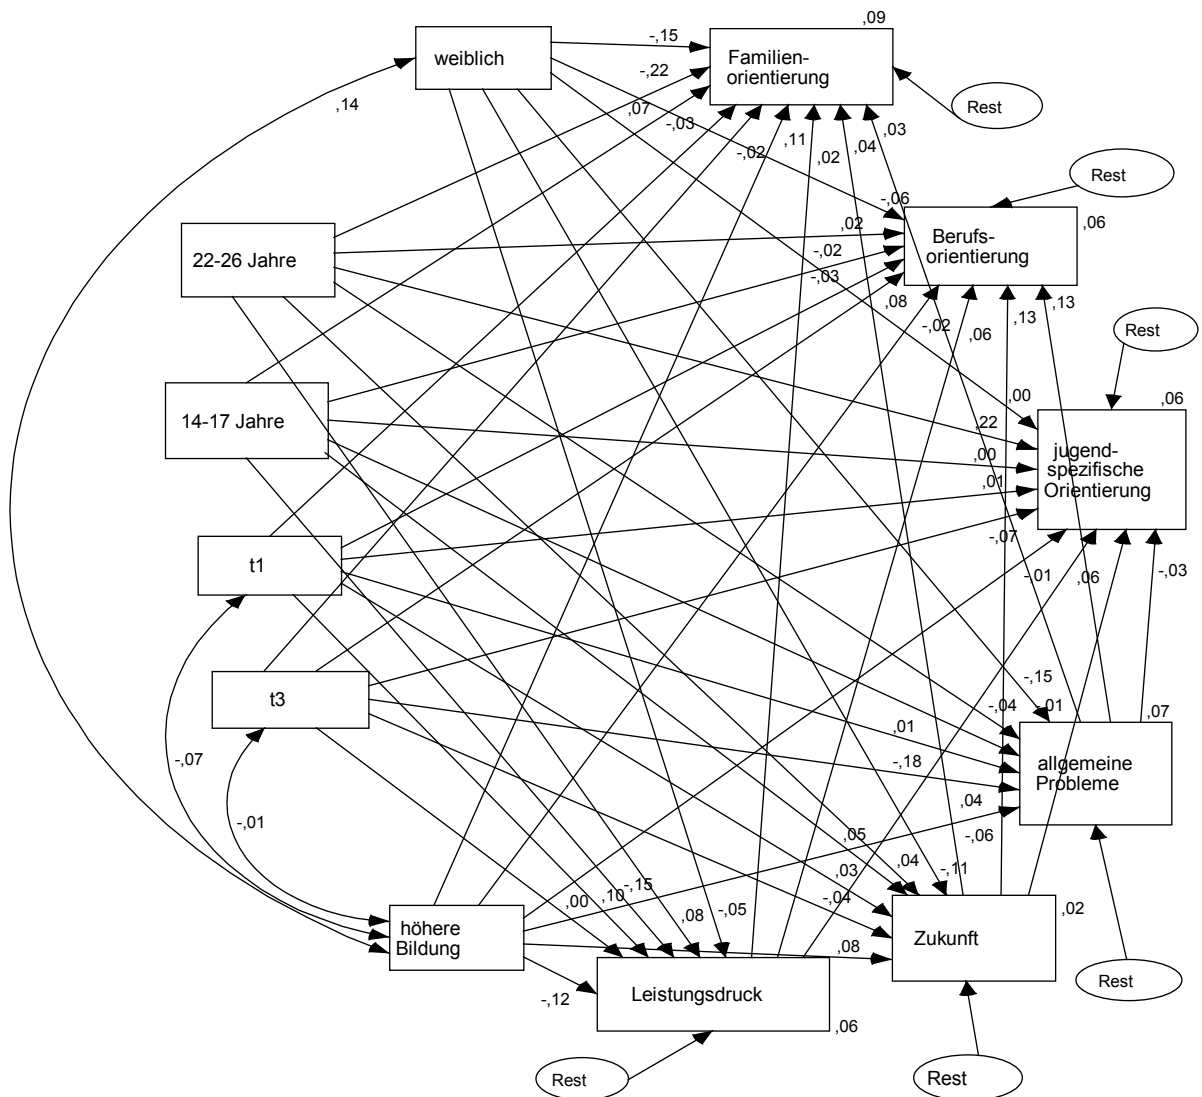 ,09
weiblich
-,15
Familien-
orientierung
-,22
,14
,07
-,03
Rest
-,02
,11
,02
,04
,03
Rest
-,06
,06
22-26 Jahre
,02
Berufs-
orientierung
-,02
-,03
,08
-,02
,06
,13
,13
Rest
,00
,06
14-17 Jahre
,22
,00
jugend-
spezifische
Orientierung
,01
t1
-,07
-,01
,06
-,03
t3
-,15
-,04
-,01
,07
,01
-,07
-,18
allgemeine
Probleme
,04
-,01
,05
-,06
,04
,03
-,11
-,15
,10
,00
-,04
,08
-,05
,02
höhere
Bildung
Zukunft
,08
Rest
-,12
Leistungsdruck
,06
Rest
Rest